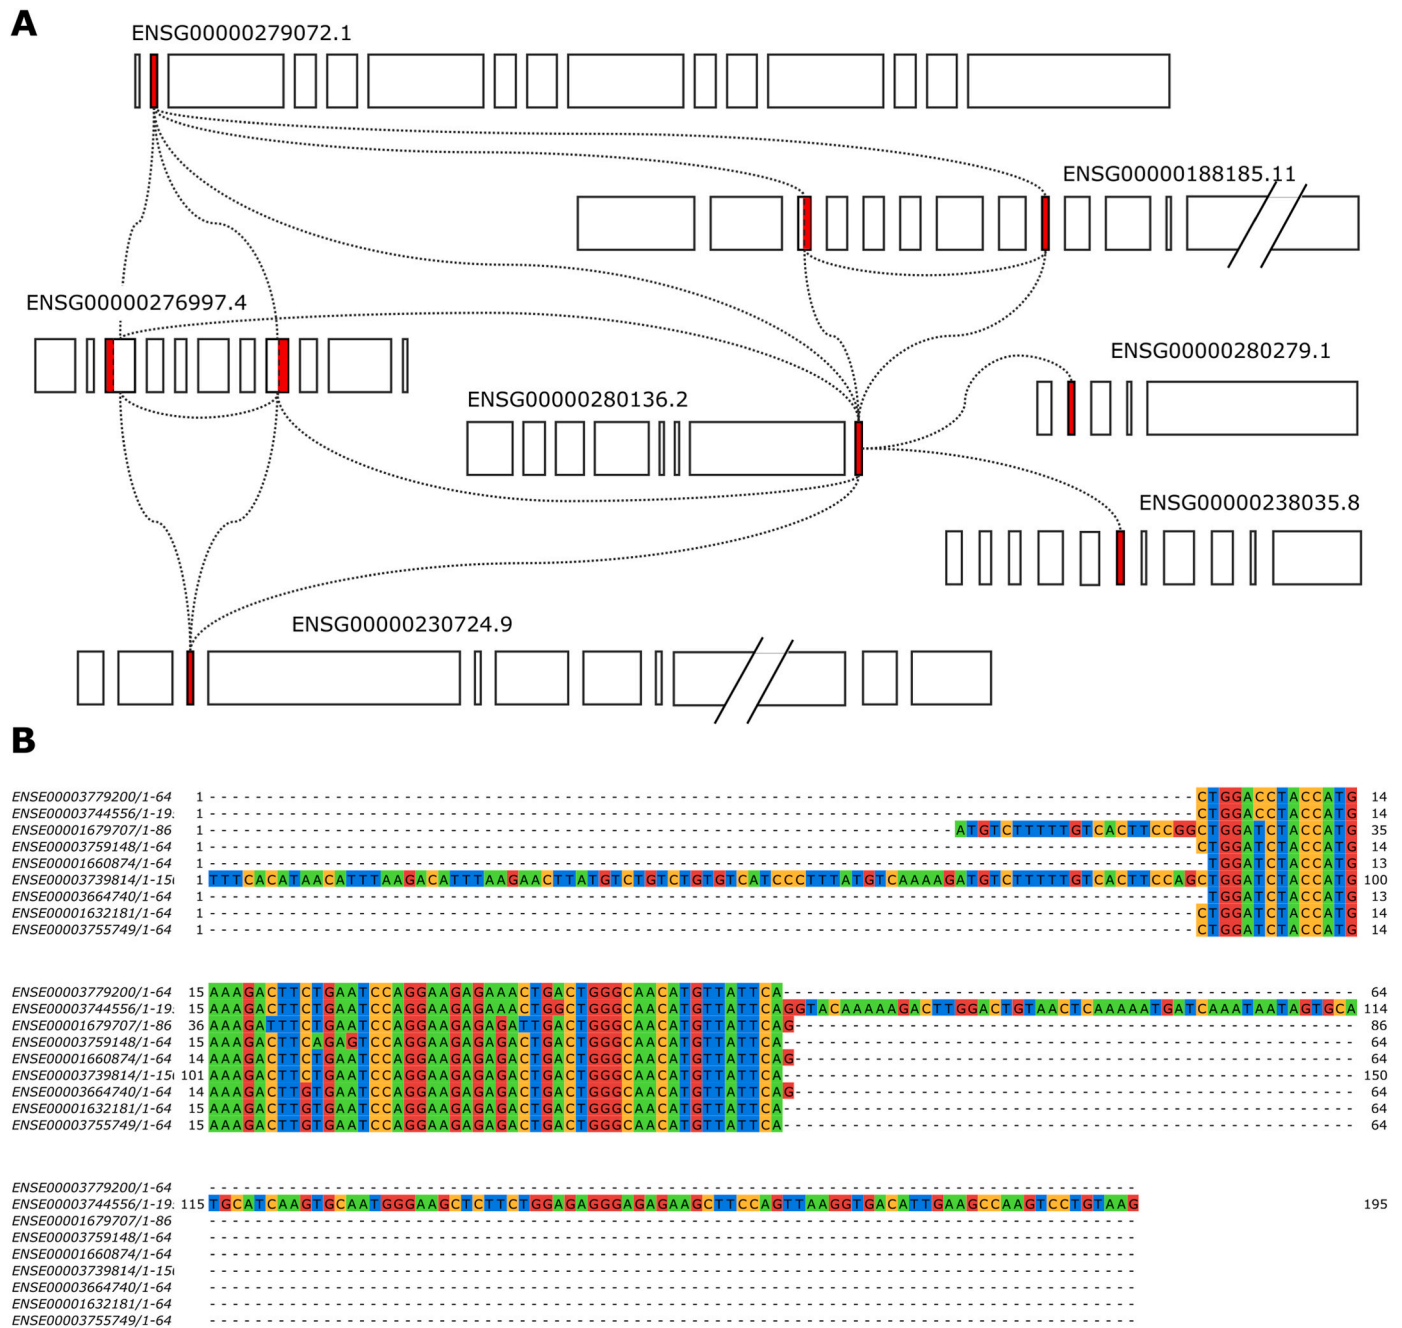 A
ENSG00000279072.1
ENSG00000188185.11
ENSG00000276997.4
ENSG00000280279.1
ENSG00000280136.2
ENSG00000238035.8
ENSG00000230724.9
B
ENSE00003779200/1-64 1 CTGGACCTACCATG 14
ENSE00003744556/1-19 1 CTGGACCTACCATG 14
ENSE00001679707/1-86 1 ATGTCTTTTTGTCACTTCCGGCTGGATCTACCATG 35
ENSE00003759148/1-64 1 CTGGATCTACCATG 14
ENSE00001660874/1-64 1 TGGATCTACCATG 13
ENSE00003739814/1-15 1 TTTCACATAACATTTAAGACATTTAAGAACTTATGTCTGTCTGTGTCATCCCTTTATGTCAAAAGATGTCTTTTTGTCACTTCCAGCTGGATCTACCATG 100
ENSE00003664740/1-64 1 TGGATCTACCATG 13
ENSE00001632181/1-64 1 CTGGATCTACCATG 14
ENSE00003755749/1-64 1 CTGGATCTACCATG 14
ENSE00003779200/1-64 15 AAAGACTTCTGAATCCAGGAAGAGAAACTGACTGGGCAACATGTTATTCA 64
ENSE00003744556/1-19 15 AAAGACTTCTGAATCCAGGAAGAGAAACTGGCTGGGCAACATGTTATTCAGGTACAAAAAGACTTGGACTGTAACTCAAAAATGATCAAATAATAGTGCA 114
ENSE00001679707/1-86 36 AAAGATTTCTGAATCCAGGAAGAGAGATTGACTGGGCAACATGTTATTCAG 86
ENSE00003759148/1-64 15 AAAGACTTCAGAGTCCAGGAAGAGAGACTGACTGGGCAACATGTTATTCA 64
ENSE00001660874/1-64 14 AAAGACTTCTGAATCCAGGAAGAGAGACTGACTGGGCAACATGTTATTCAG 64
ENSE00003739814/1-15 101 AAAGACTTCTGAATCCAGGAAGAGAGACTGACTGGGCAACATGTTATTCA 150
ENSE00003664740/1-64 14 AAAGACTTGTGAATCCAGGAAGAGAGACTGACTGGGCAACATGTTATTCAG 64
ENSE00001632181/1-64 15 AAAGACTTGTGAATCCAGGAAGAGAGACTGACTGGGCAACATGTTATTCA 64
ENSE00003755749/1-64 15 AAAGACTTGTGAATCCAGGAAGAGAGACTGACTGGGCAACATGTTATTCA 64
ENSE00003779200/1-64
ENSE00003744556/1-19 115 TGCATCAAGTGCAATGGGAAGCTCTTCTGGAGAGGGAGAGAAGCTTCCAGTTAAGGTGACATTGAAGCCAAGTCCTGTAAG 195
ENSE00001679707/1-86
ENSE00003759148/1-64
ENSE00001660874/1-64
ENSE00003739814/1-15
ENSE00003664740/1-64
ENSE00001632181/1-64
ENSE00003755749/1-64